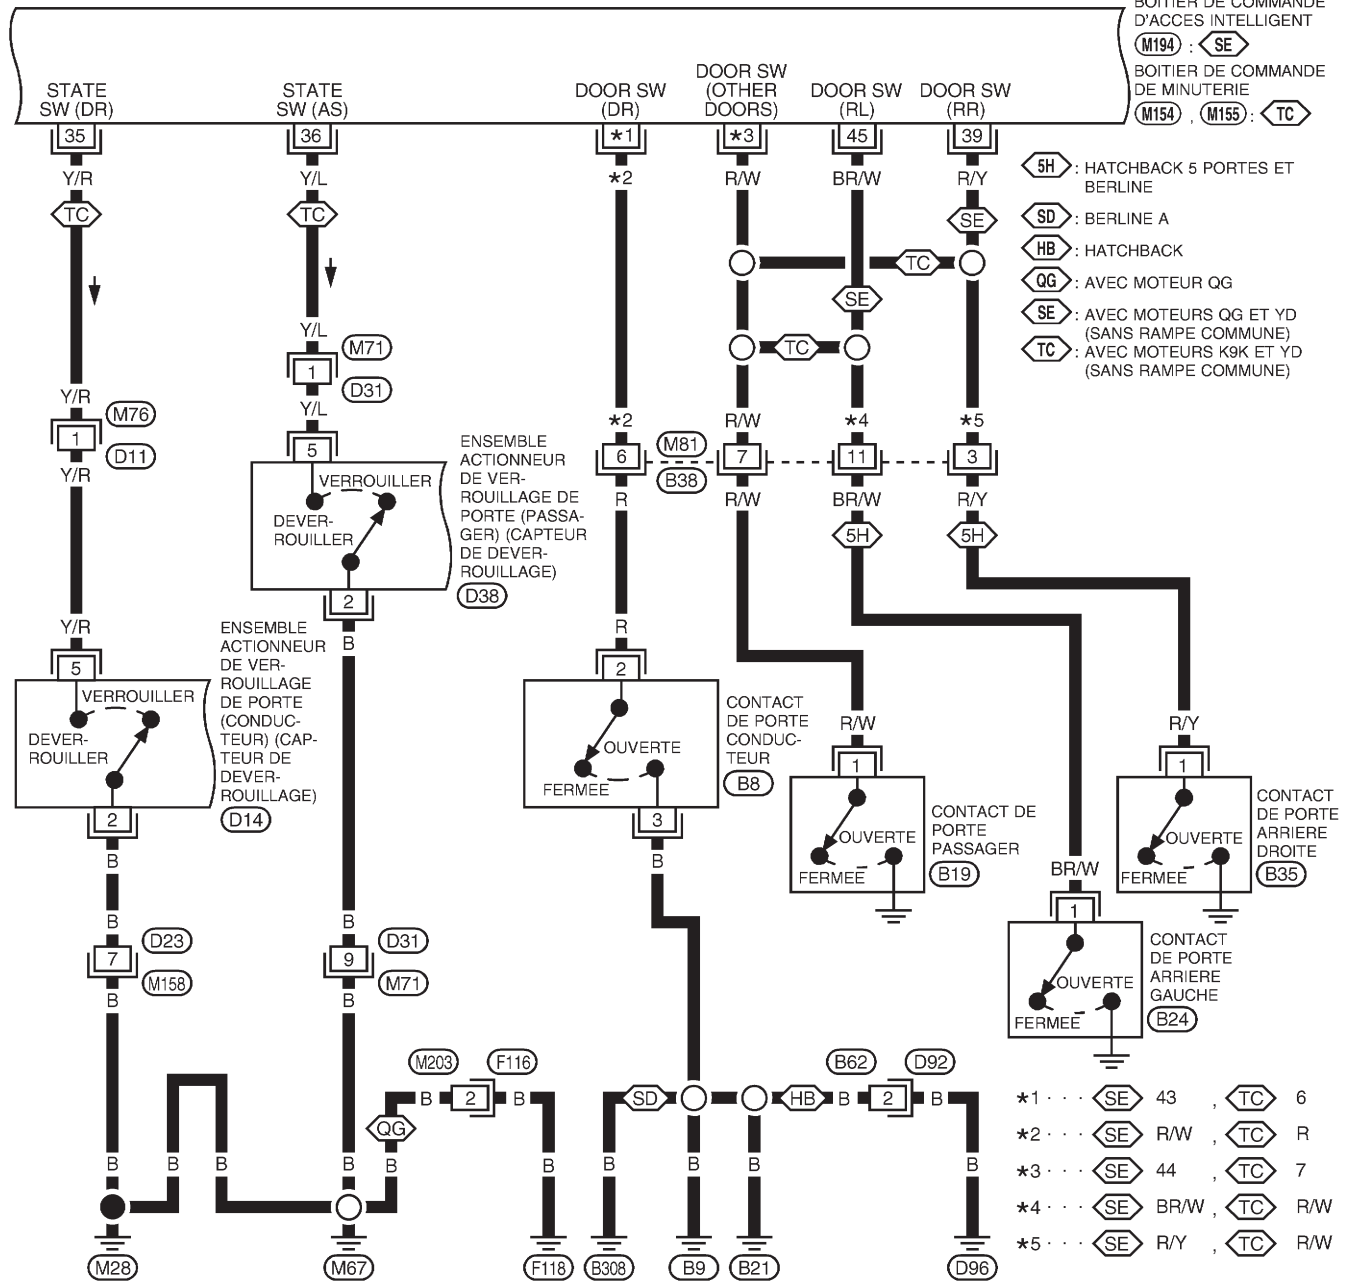 BOITIER DE COMMANDE
D'ACCES INTELLIGENT
M194 : SE
BOITIER DE COMMANDE
DE MINUTERIE
M154 , M155 : TC
STATE
SW (DR)
STATE
SW (AS)
DOOR SW
(DR)
DOOR SW
(OTHER
DOORS)
DOOR SW
(RL)
DOOR SW
(RR)
35
36
★1
★3
45
39
Y/R
Y/L
★2
R/W
BR/W
R/Y
TC
TC
SE
TC
SE
TC
5H : HATCHBACK 5 PORTES ET
BERLINE
SD : BERLINE A
HB : HATCHBACK
QG : AVEC MOTEUR QG
SE : AVEC MOTEURS QG ET YD
(SANS RAMPE COMMUNE)
TC : AVEC MOTEURS K9K ET YD
(SANS RAMPE COMMUNE)
Y/L
M71
1
D31
Y/L
Y/R
M76
1
D11
Y/R
★2
R/W
★4
★5
6
M81
B38
7
11
3
R
R/W
BR/W
R/Y
5H
5H
5
VERROUILLER
DEVER-
ROUILLER
2
B
ENSEMBLE
ACTIONNEUR
DE VER-
ROUILLAGE DE
PORTE (PASSA-
GER) (CAPTEUR
DE DEVER-
ROUILLAGE)
D38
Y/R
5
VERROUILLER
DEVER-
ROUILLER
2
B
ENSEMBLE
ACTIONNEUR
DE VER-
ROUILLAGE
DE PORTE
(CONDUC-
TEUR) (CAP-
TEUR DE
DEVER-
ROUILLAGE)
D14
R
2
OUVERTE
FERMEE
3
B
CONTACT
DE PORTE
CONDUC-
TEUR
B8
R/W
1
OUVERTE
FERMEE
CONTACT DE
PORTE
PASSAGER
B19
R/Y
1
OUVERTE
FERMEE
CONTACT
DE PORTE
ARRIERE
DROITE
B35
BR/W
1
OUVERTE
FERMEE
CONTACT
DE PORTE
ARRIERE
GAUCHE
B24
B
7
D23
M158
B
B
9
D31
M71
B
M203
F116
B
2
B
QG
SD
HB
B62
D92
B
2
B
B
B
B
B
B
B
B
B
B
B
M28
M67
F118
B308
B9
B21
D96
★1 · · · SE 43 , TC 6
★2 · · · SE R/W , TC R
★3 · · · SE 44 , TC 7
★4 · · · SE BR/W , TC R/W
★5 · · · SE R/Y , TC R/W